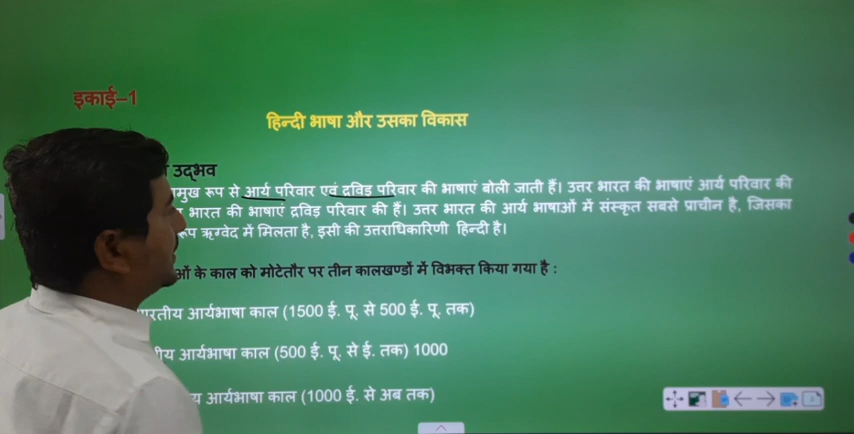 इकाई–1
हिन्दी भाषा और उसका विकास
उद्भव
रूप से आर्य परिवार एवं द्रविड़ परिवार की भाषाएं बोली जाती हैं। उत्तर भारत की भाषाएं आर्य परिवार की
भारत की भाषाएं द्रविड़ परिवार की हैं। उत्तर भारत की आर्य भाषाओं में संस्कृत सबसे प्राचीन है, जिसका
ऋग्वेद में मिलता है, इसी की उत्तराधिकारिणी हिन्दी है।
के काल को मोटेतौर पर तीन कालखण्डों में विभक्त किया गया है :
आर्यभाषा काल (1500 ई. पू. से 500 ई. पू. तक)
आर्यभाषा काल (500 ई. पू. से ई. तक) 1000
आर्यभाषा काल (1000 ई. से अब तक)